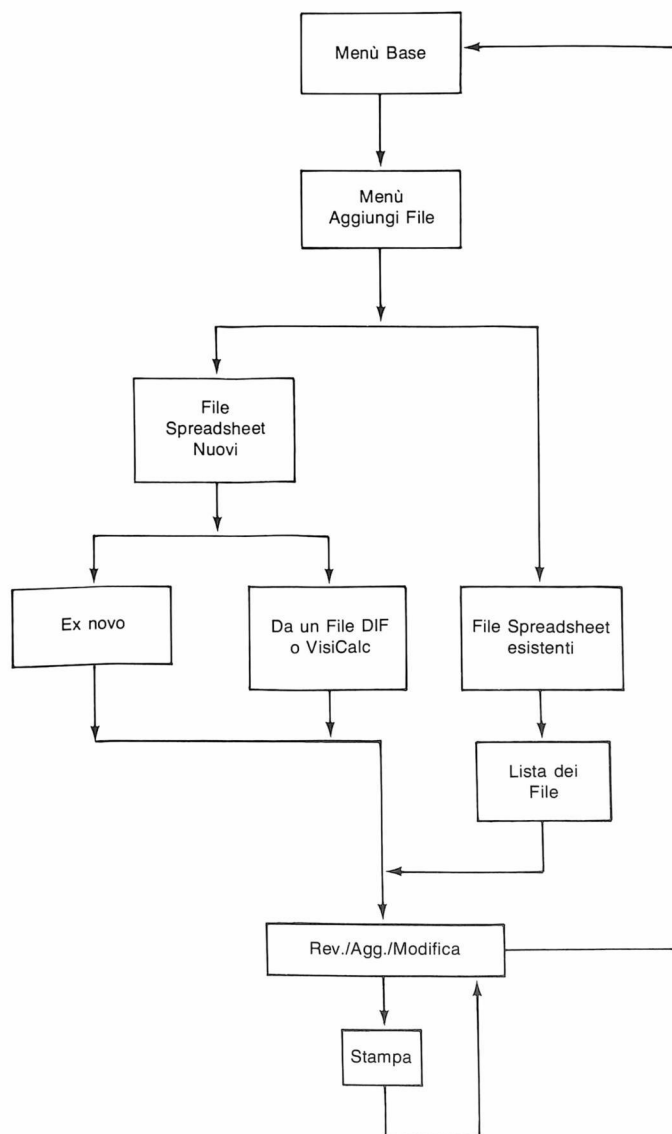 Menù Base
Menù
Aggiungi File
File
Spreadsheet
Nuovi
Ex novo
Da un File DIF
o VisiCalc
File Spreadsheet
esistenti
Lista dei
File
Rev./Agg./Modifica
Stampa